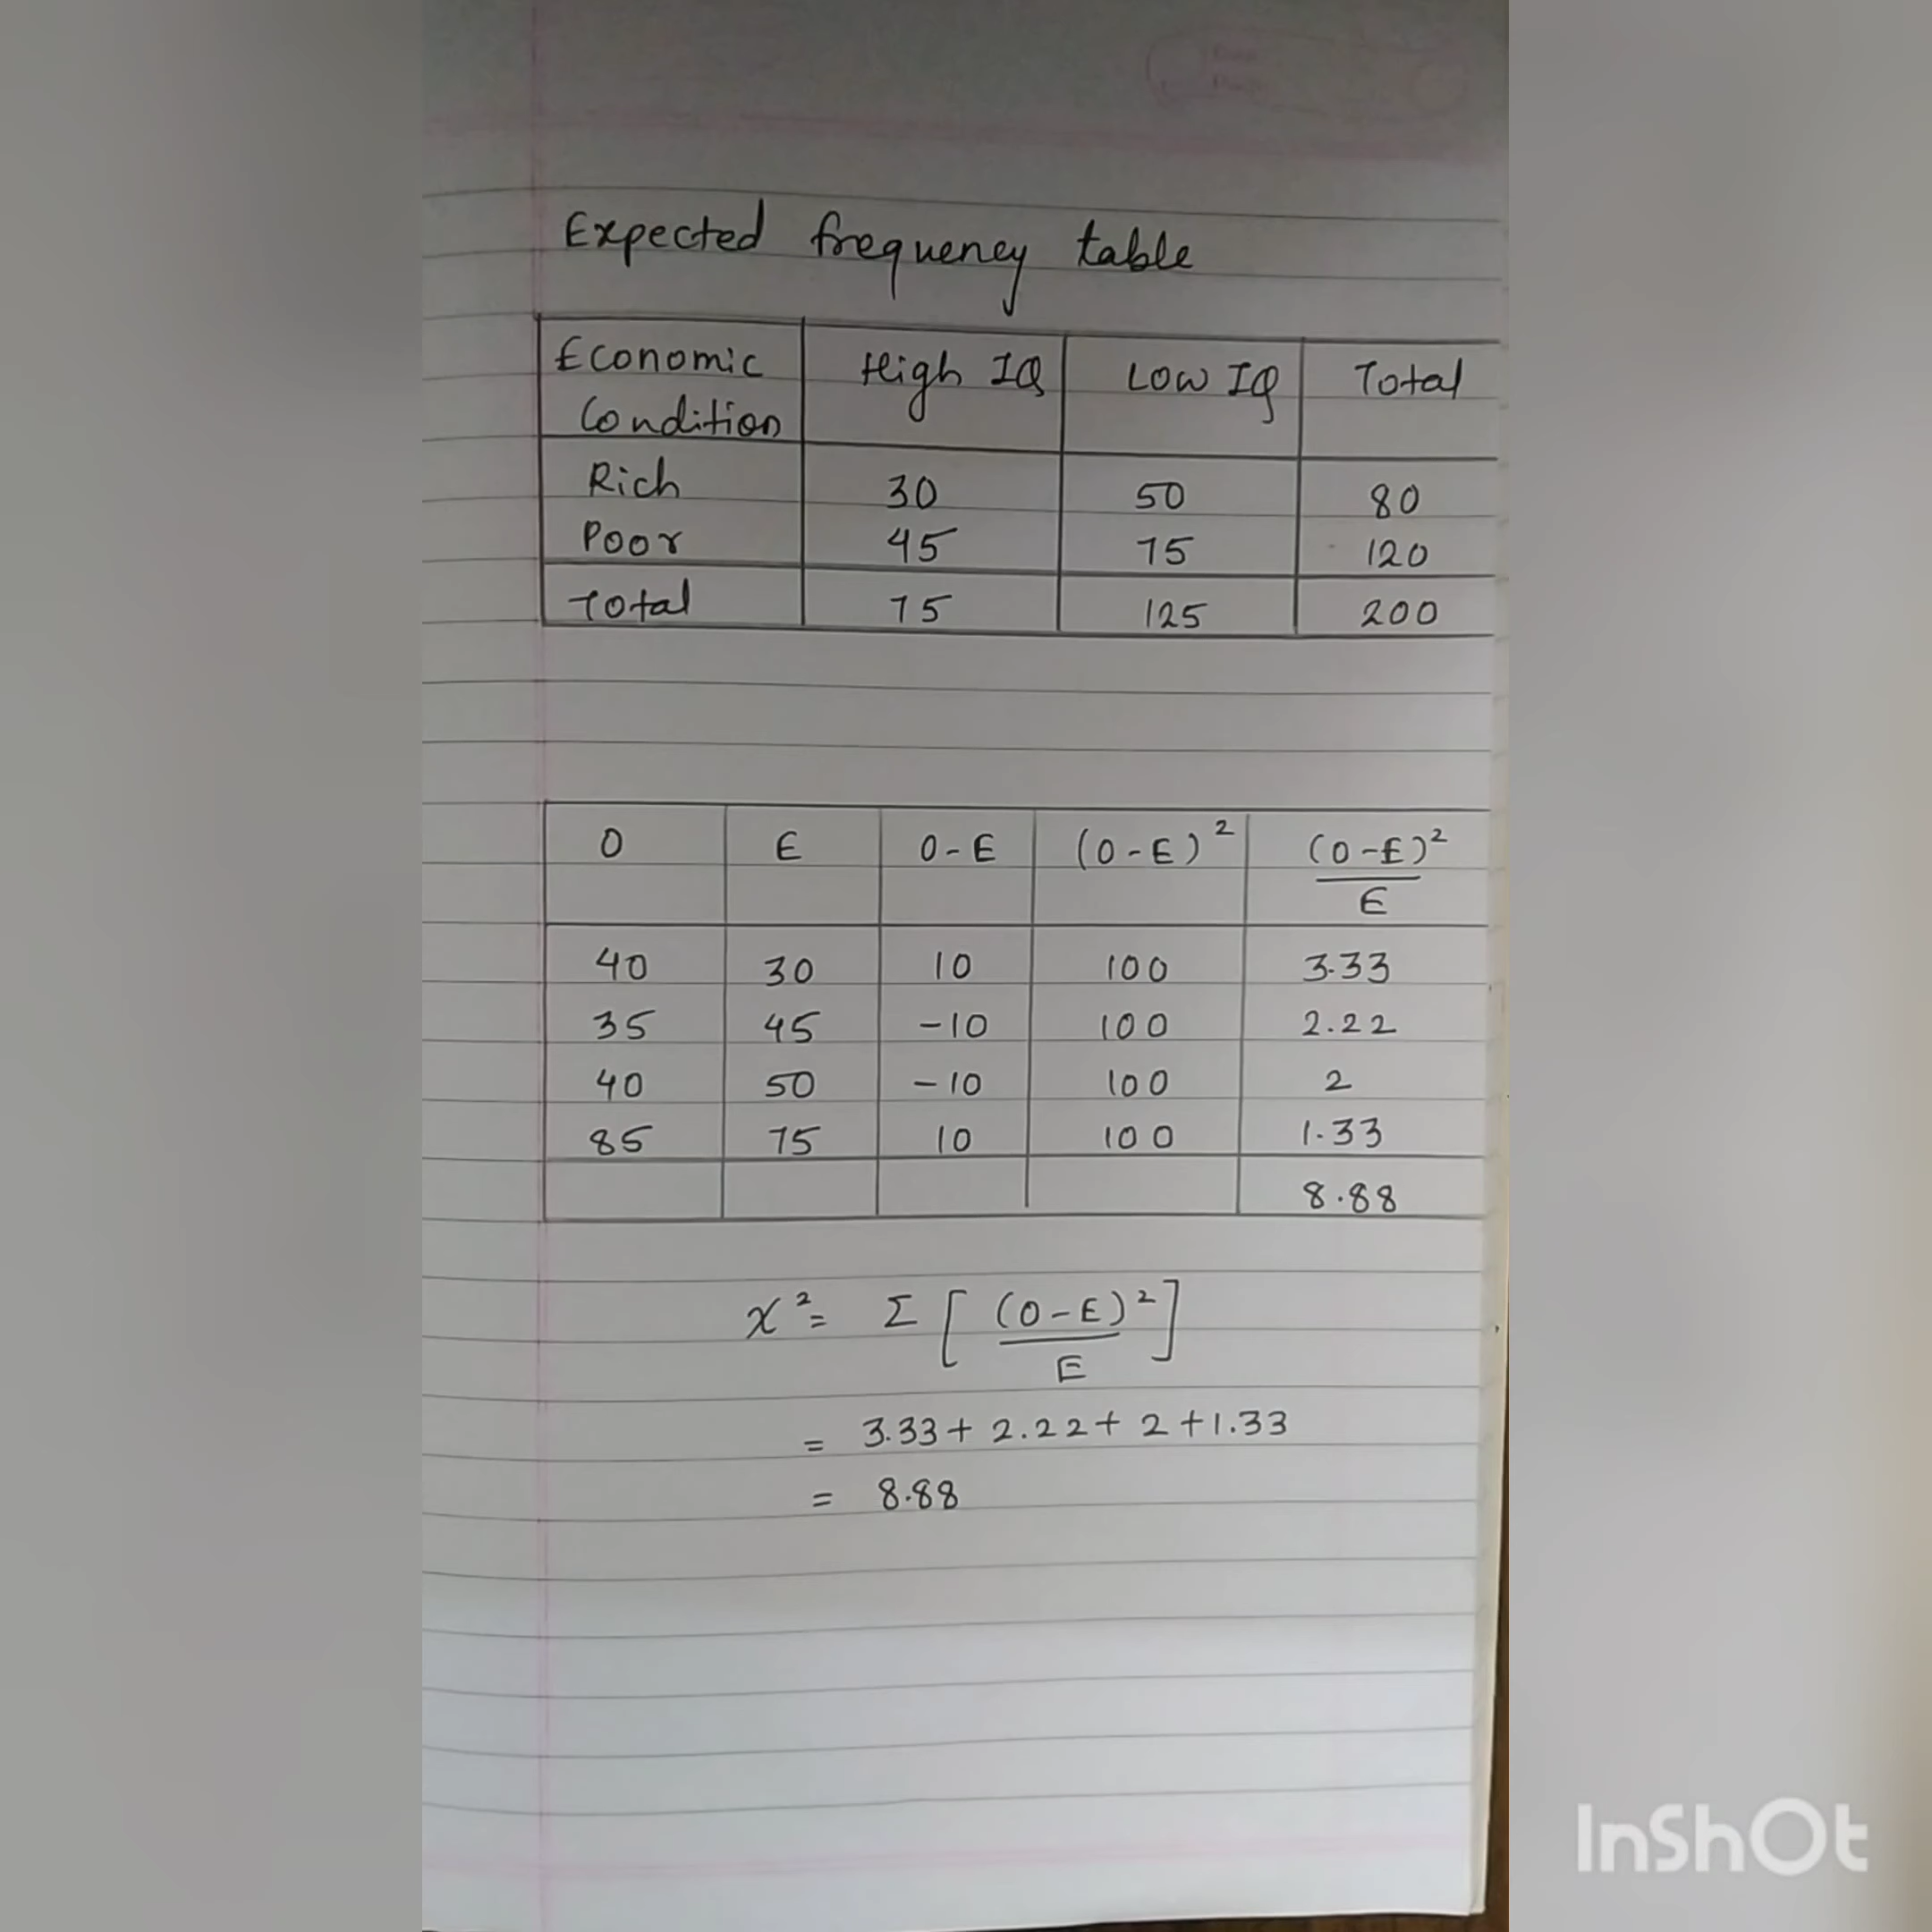 Expected frequency table
Economic Condition High IQ Low IQ Total
Rich 30 50 80
Poor 45 75 120
Total 75 125 200
O E O-E (O-E)² (O-E)²/E
40 30 10 100 3.33
35 45 -10 100 2.22
40 50 -10 100 2
85 75 10 100 1.33
8.88
χ² = Σ [(O-E)²/E]
= 3.33 + 2.22 + 2 + 1.33
= 8.88
InShOt